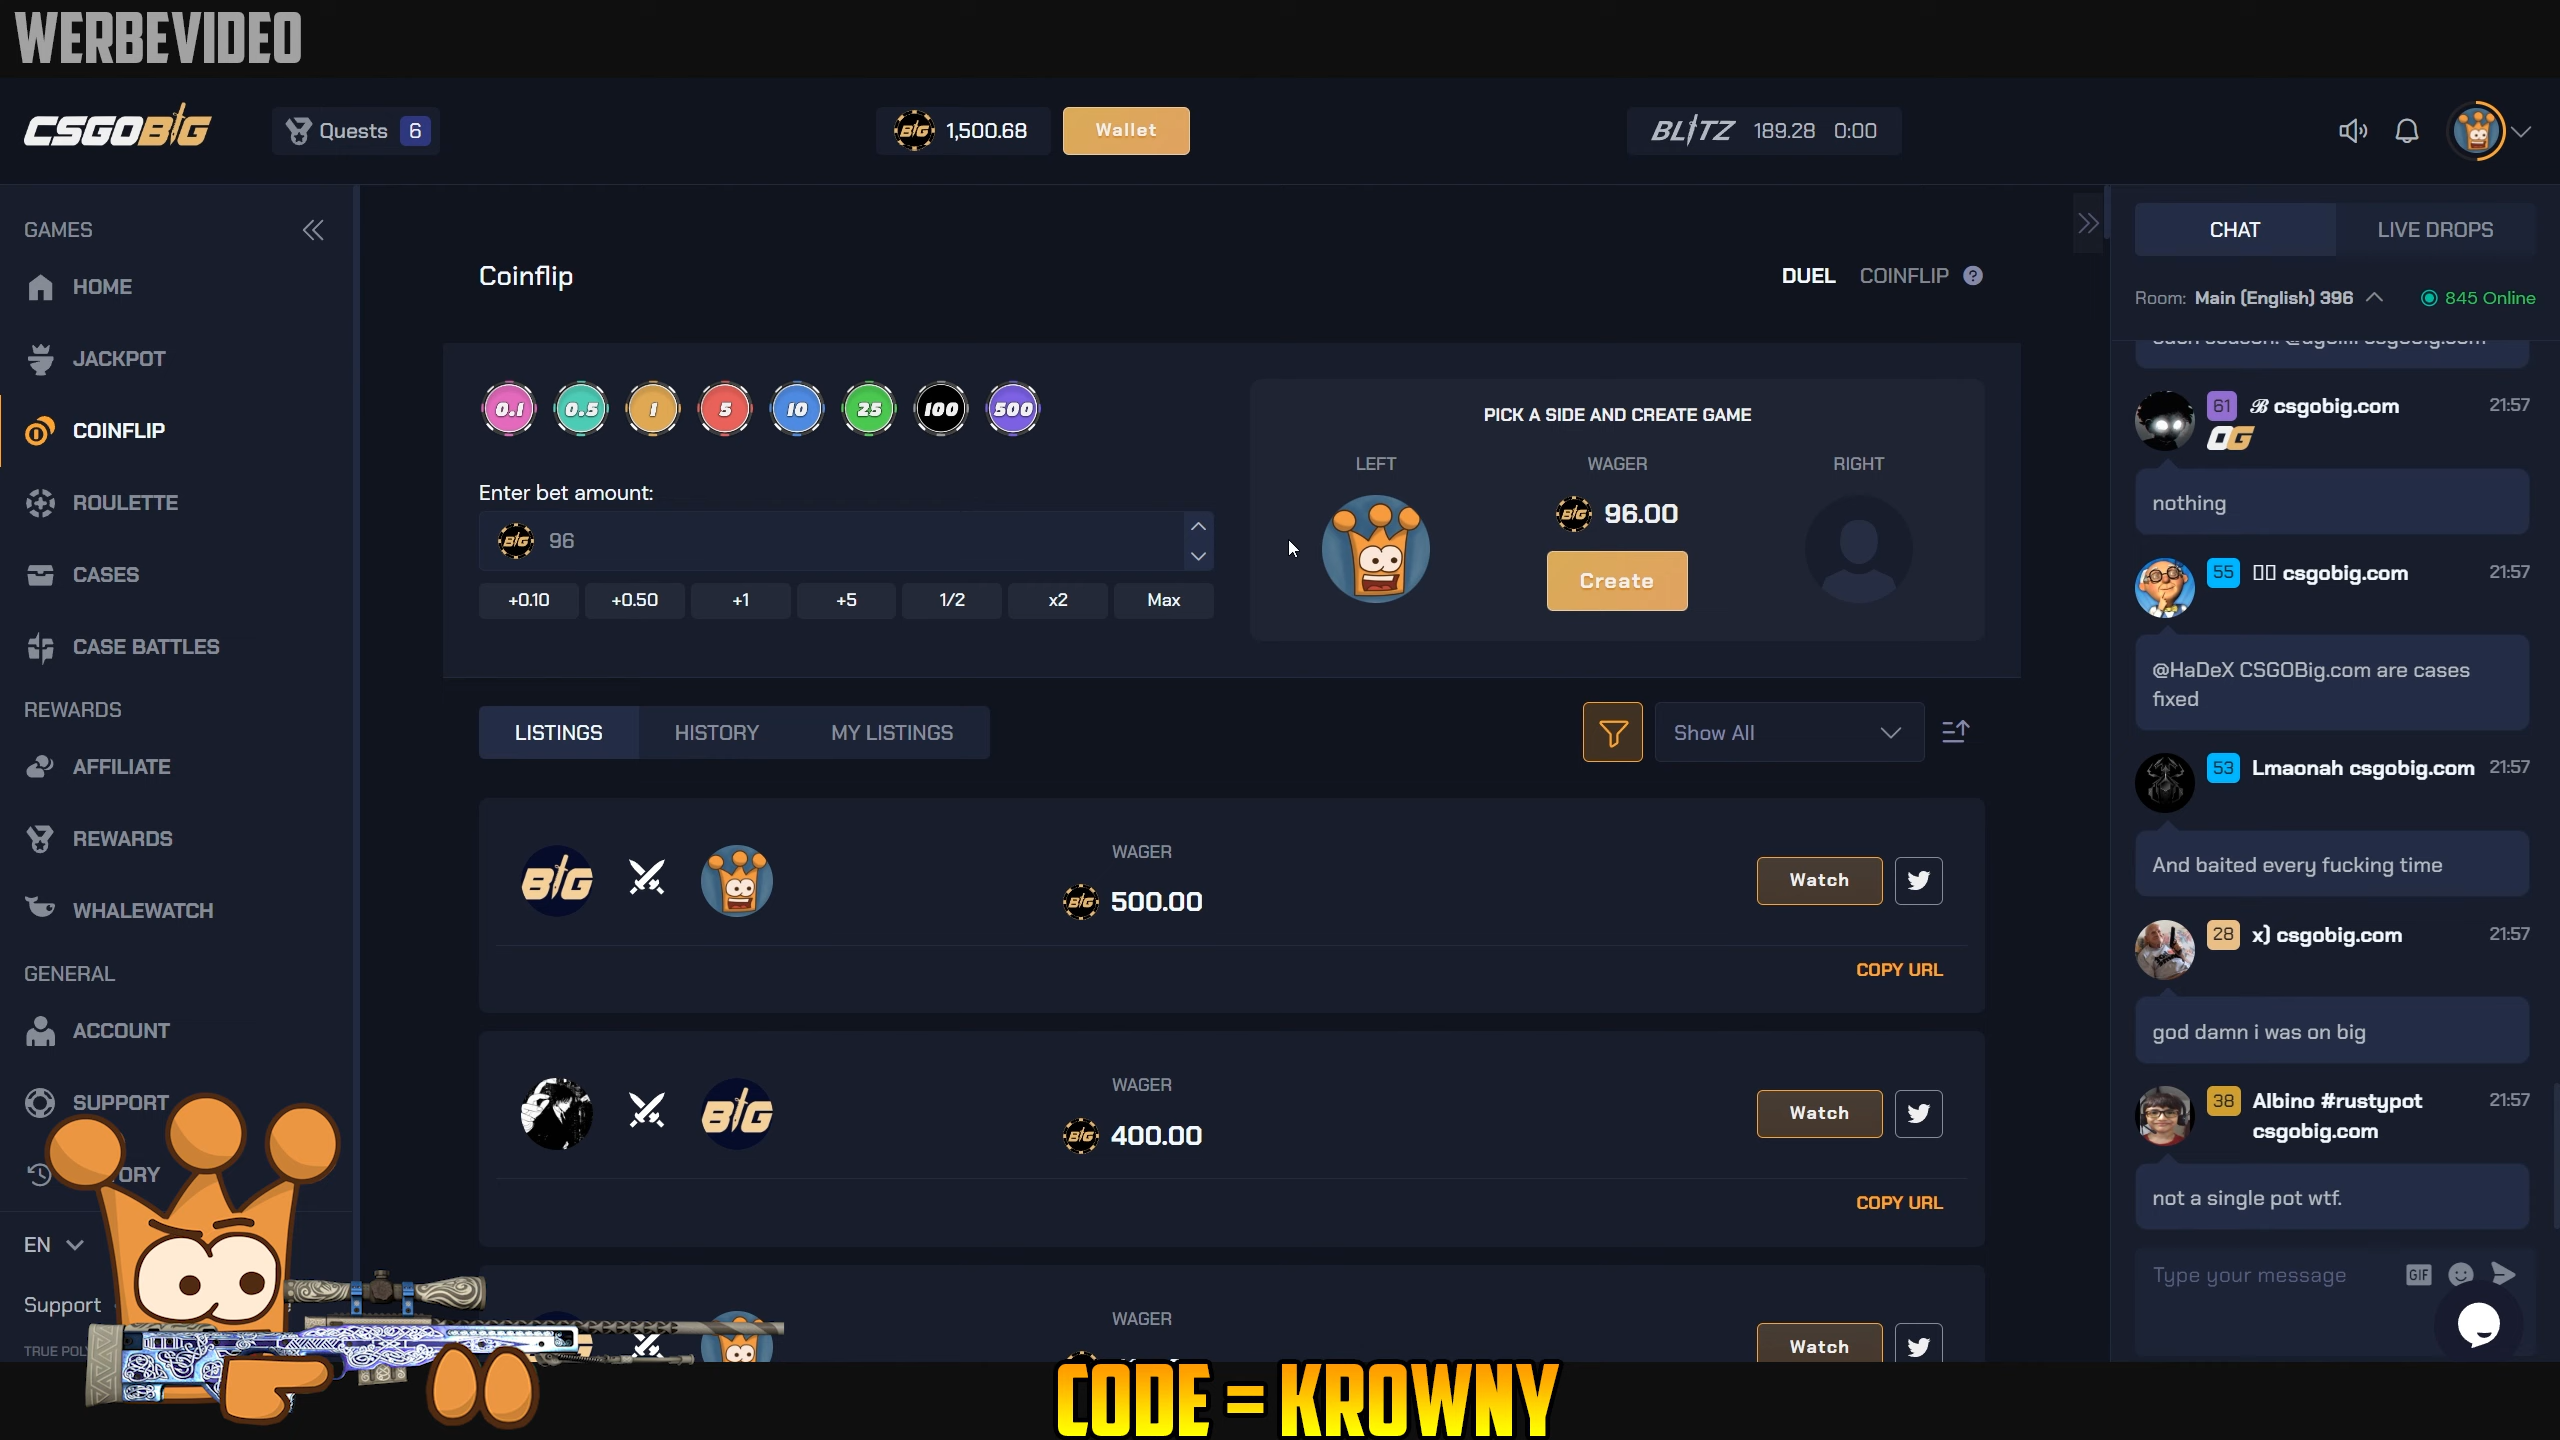 WERBEVIDEO
CSGOBIG
Quests 6
BIG 1,500.68
Wallet
BLITZ 189.28 0:00
GAMES
HOME
JACKPOT
COINFLIP
ROULETTE
CASES
CASE BATTLES
REWARDS
AFFILIATE
REWARDS
WHALEWATCH
GENERAL
ACCOUNT
SUPPORT
EN
Support
Coinflip
DUEL COINFLIP ?
0.1 0.5 1 5 10 25 100 500
Enter bet amount:
BIG 96
+0.10 +0.50 +1 +5 1/2 x2 Max
PICK A SIDE AND CREATE GAME
LEFT WAGER RIGHT
BIG 96.00
Create
LISTINGS HISTORY MY LISTINGS
Show All
BIG
WAGER
BIG 500.00
Watch
COPY URL
BIG
WAGER
BIG 400.00
Watch
COPY URL
WAGER
Watch
CHAT LIVE DROPS
Room: Main (English) 396
845 Online
61 ℬ csgobig.com 21:57
OG
nothing
55 csgobig.com 21:57
@HaDeX CSGOBig.com are cases
fixed
53 Lmaonah csgobig.com 21:57
And baited every fucking time
28 x) csgobig.com 21:57
god damn i was on big
38 Albino #rustypot 21:57
csgobig.com
not a single pot wtf.
Type your message
GIF
CODE = KROWNY